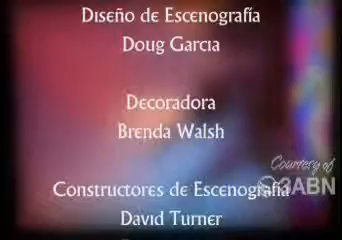 Diseño de Escenografía
Doug Garcia
Decoradora
Brenda Walsh
Courtesy of
3ABN
Constructores de Escenografía
David Turner